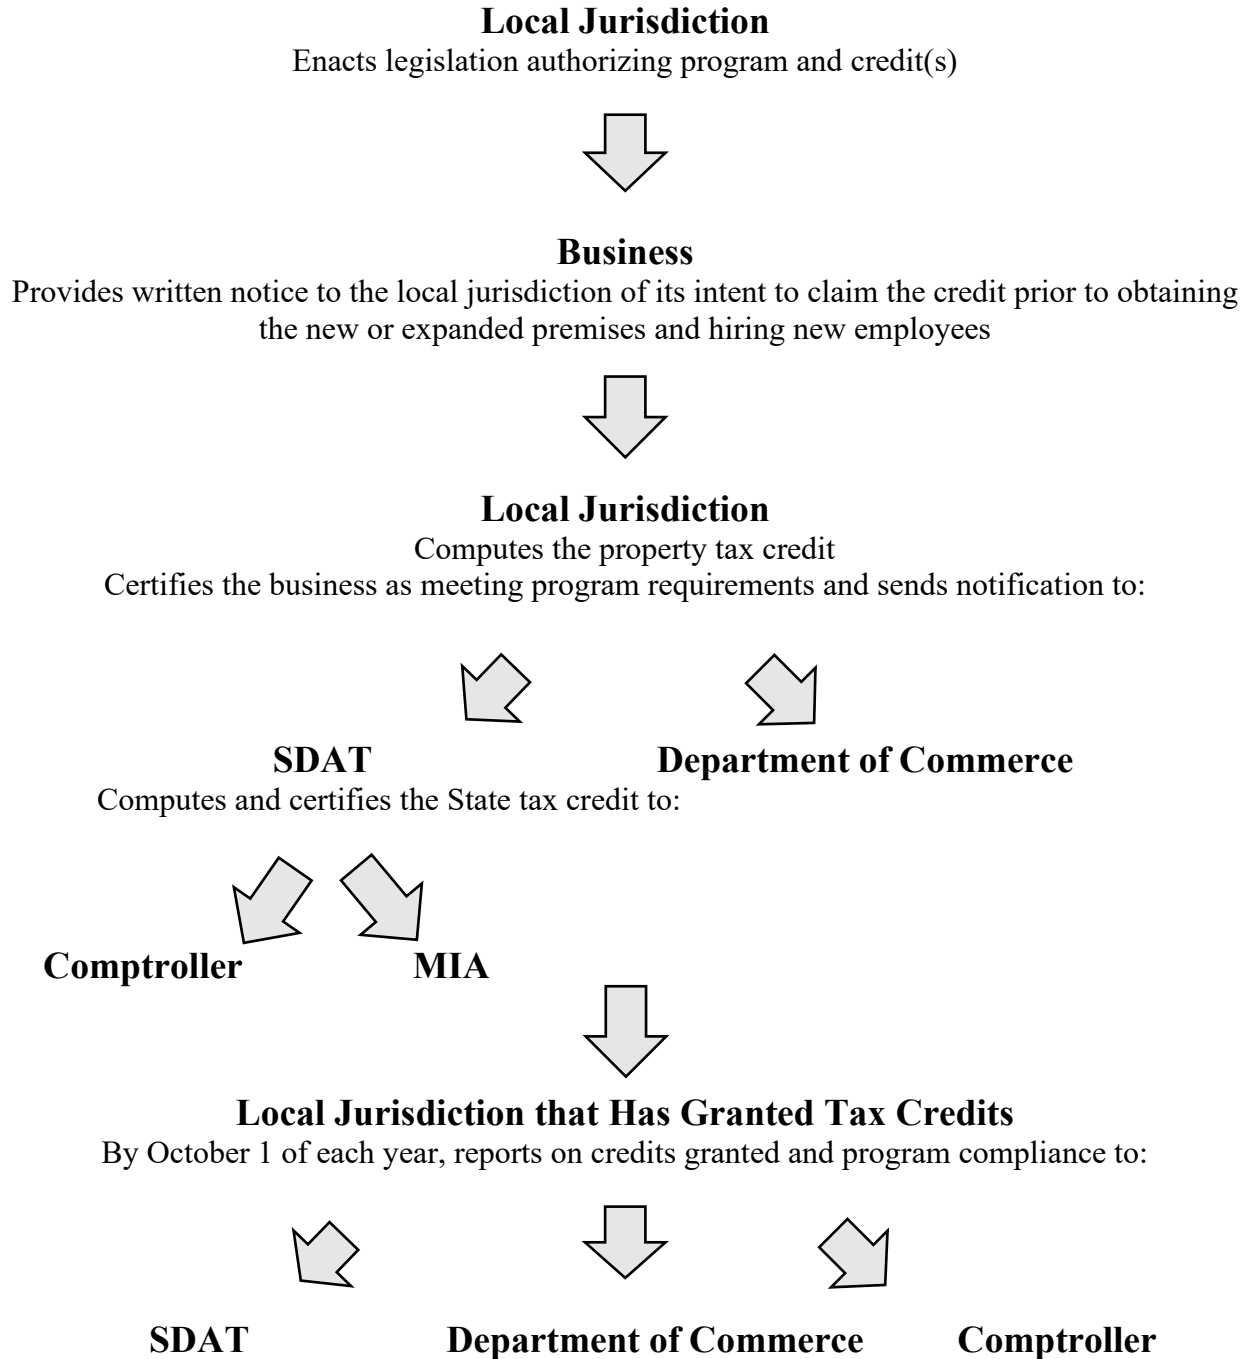 Local Jurisdiction
Enacts legislation authorizing program and credit(s)
Business
Provides written notice to the local jurisdiction of its intent to claim the credit prior to obtaining
the new or expanded premises and hiring new employees
Local Jurisdiction
Computes the property tax credit
Certifies the business as meeting program requirements and sends notification to:
SDAT
Department of Commerce
Computes and certifies the State tax credit to:
Comptroller
MIA
Local Jurisdiction that Has Granted Tax Credits
By October 1 of each year, reports on credits granted and program compliance to:
SDAT
Department of Commerce
Comptroller